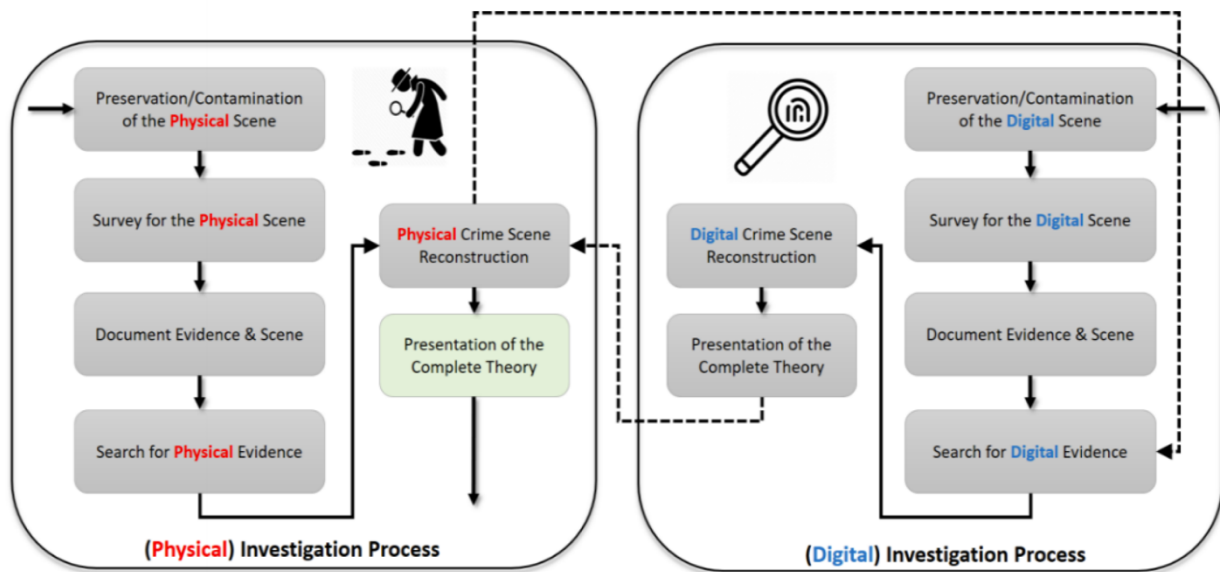 Preservation/Contamination
of the Physical Scene
Survey for the Physical Scene
Document Evidence & Scene
Search for Physical Evidence
Physical Crime Scene
Reconstruction
Presentation of the
Complete Theory
(Physical) Investigation Process
Preservation/Contamination
of the Digital Scene
Survey for the Digital Scene
Document Evidence & Scene
Search for Digital Evidence
Digital Crime Scene
Reconstruction
Presentation of the
Complete Theory
(Digital) Investigation Process